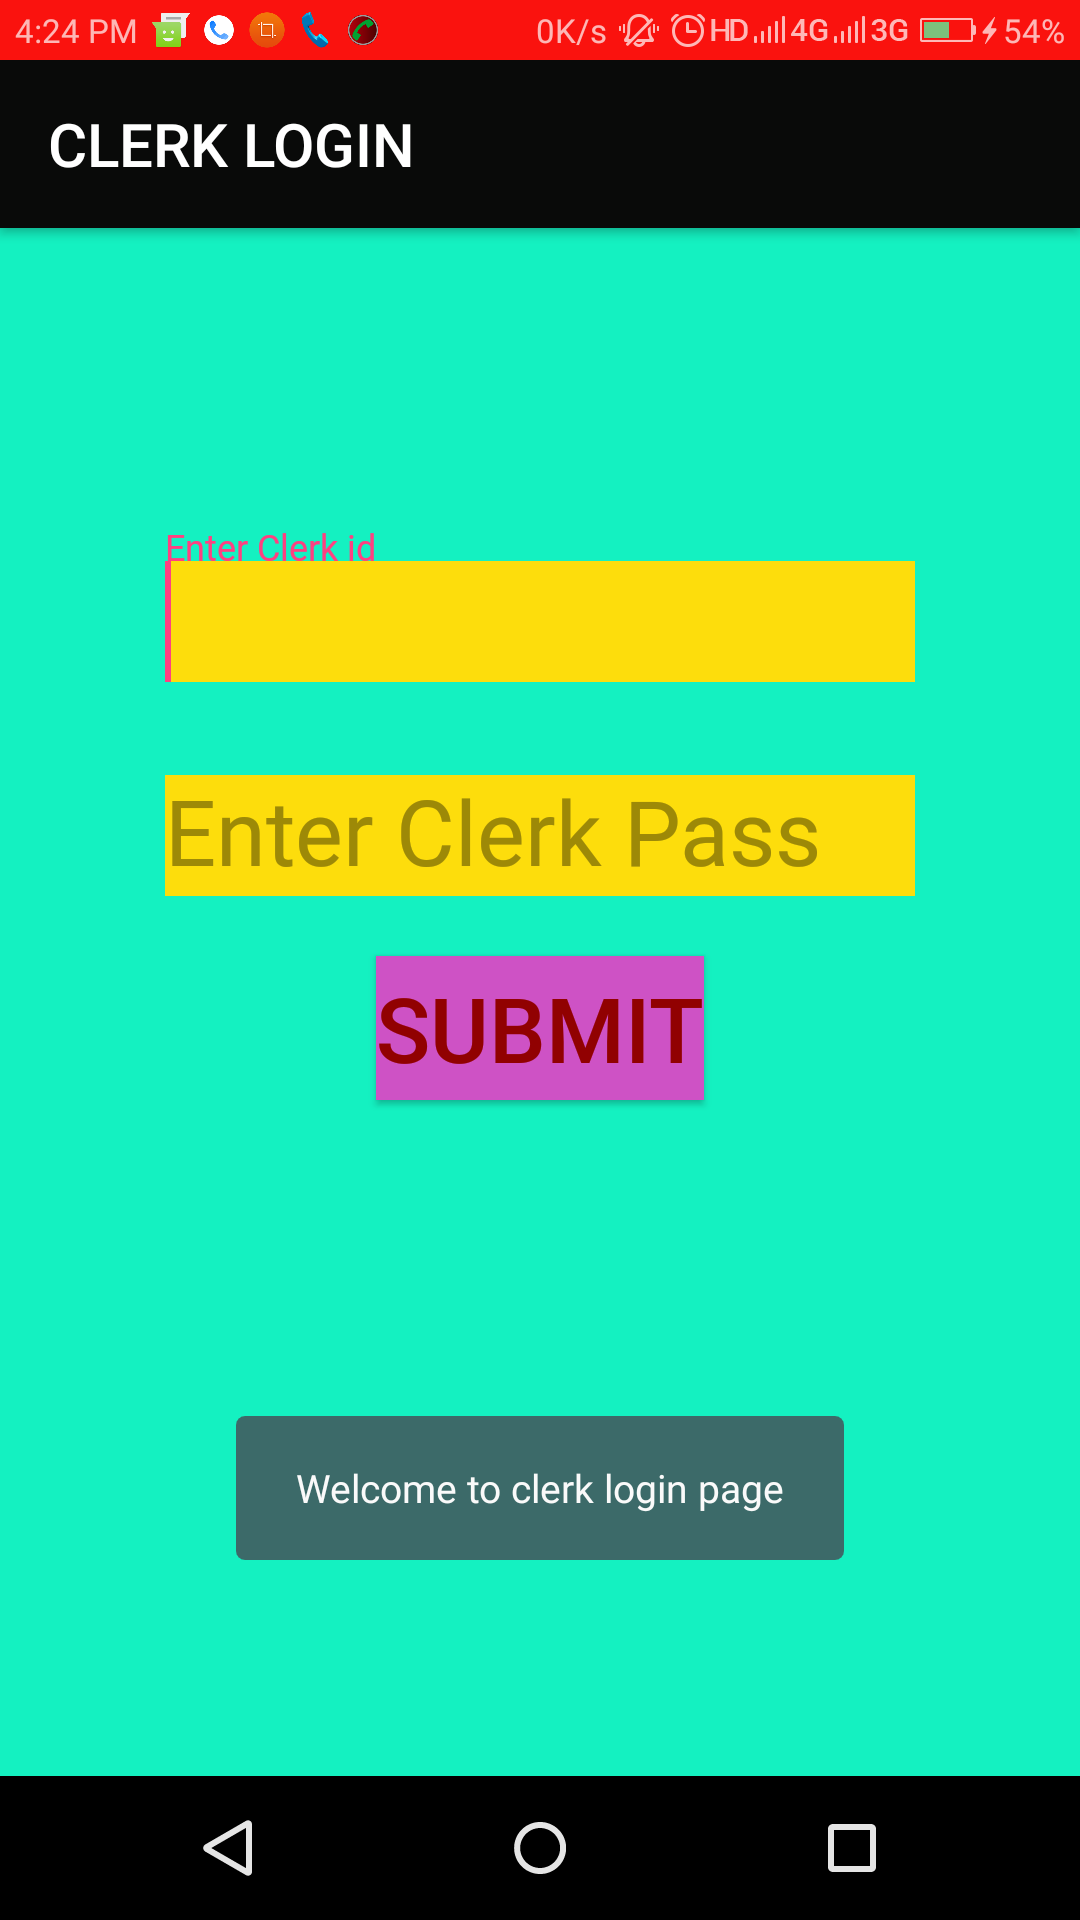 4:24 PM 0K/s HD 4G 3G 54%
CLERK LOGIN
Enter Clerk id
Enter Clerk Pass
SUBMIT
Welcome to clerk login page